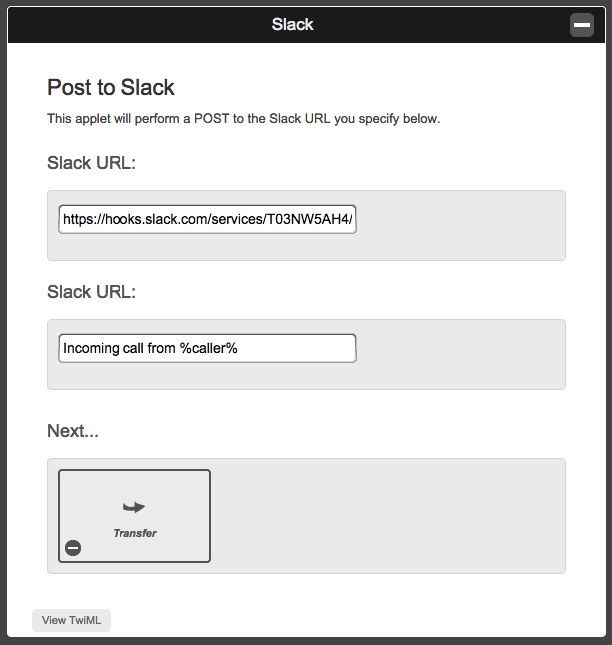 Slack
Post to Slack
This applet will perform a POST to the Slack URL you specify below.
Slack URL:
https://hooks.slack.com/services/T03NW5AH4/
Slack URL:
Incoming call from %caller%
Next...
Transfer
View TwiML